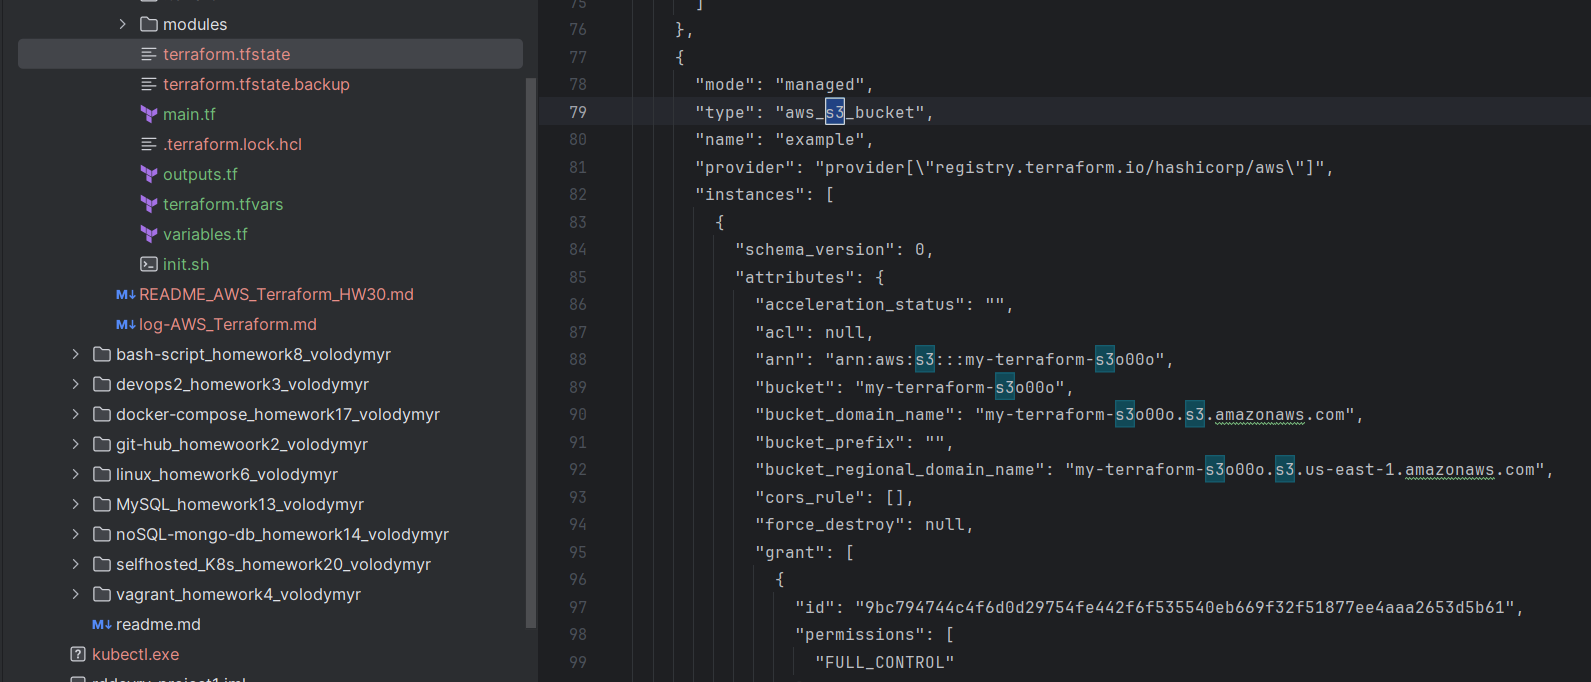 modules
terraform.tfstate
terraform.tfstate.backup
main.tf
.terraform.lock.hcl
outputs.tf
terraform.tfvars
variables.tf
init.sh
M↓ README_AWS_Terraform_HW30.md
M↓ log-AWS_Terraform.md
bash-script_homework8_volodymyr
devops2_homework3_volodymyr
docker-compose_homework17_volodymyr
git-hub_homewoork2_volodymyr
linux_homework6_volodymyr
MySQL_homework13_volodymyr
noSQL-mongo-db_homework14_volodymyr
selfhosted_K8s_homework20_volodymyr
vagrant_homework4_volodymyr
M↓ readme.md
kubectl.exe
75 ]
76 },
77 {
78 "mode": "managed",
79 "type": "aws_s3_bucket",
80 "name": "example",
81 "provider": "provider[\"registry.terraform.io/hashicorp/aws\"]",
82 "instances": [
83 {
84 "schema_version": 0,
85 "attributes": {
86 "acceleration_status": "",
87 "acl": null,
88 "arn": "arn:aws:s3:::my-terraform-s3o00o",
89 "bucket": "my-terraform-s3o00o",
90 "bucket_domain_name": "my-terraform-s3o00o.s3.amazonaws.com",
91 "bucket_prefix": "",
92 "bucket_regional_domain_name": "my-terraform-s3o00o.s3.us-east-1.amazonaws.com",
93 "cors_rule": [],
94 "force_destroy": null,
95 "grant": [
96 {
97 "id": "9bc794744c4f6d0d29754fe442f6f535540eb669f32f51877ee4aaa2653d5b61",
98 "permissions": [
99 "FULL_CONTROL"